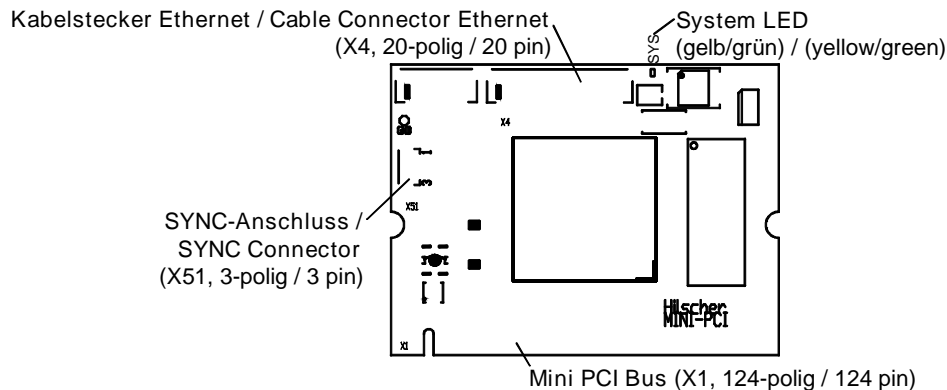 Kabelstecker Ethernet / Cable Connector Ethernet
(X4, 20-polig / 20 pin)
System LED
(gelb/grün) / (yellow/green)
SYS
X4
1
3
X51
SYNC-Anschluss /
SYNC Connector
(X51, 3-polig / 3 pin)
Hilscher
MINI-PCI
X1
Mini PCI Bus (X1, 124-polig / 124 pin)